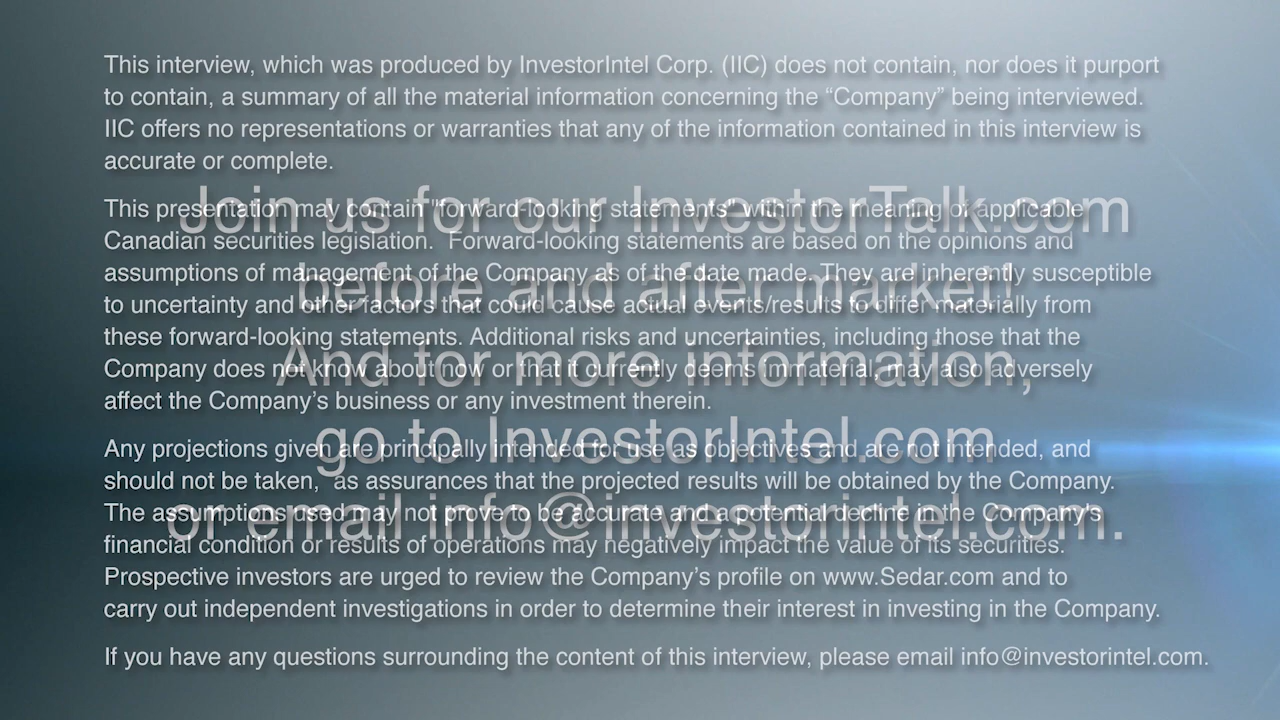 This interview, which was produced by InvestorIntel Corp. (IIC) does not contain, nor does it purport
to contain, a summary of all the material information concerning the “Company” being interviewed.
IIC offers no representations or warranties that any of the information contained in this interview is
accurate or complete.
This presentation may contain "forward-looking statements" within the meaning of applicable
Canadian securities legislation.  Forward-looking statements are based on the opinions and
assumptions of management of the Company as of the date made. They are inherently susceptible
to uncertainty and other factors that could cause actual events/results to differ materially from
these forward-looking statements. Additional risks and uncertainties, including those that the
Company does not know about now or that it currently deems immaterial, may also adversely
affect the Company’s business or any investment therein.
Any projections given are principally intended for use as objectives and are not intended, and
should not be taken,  as assurances that the projected results will be obtained by the Company.
The assumptions used may not prove to be accurate and a potential decline in the Company's
financial condition or results of operations may negatively impact the value of its securities.
Prospective investors are urged to review the Company’s profile on www.Sedar.com and to
carry out independent investigations in order to determine their interest in investing in the Company.
If you have any questions surrounding the content of this interview, please email info@investorintel.com.
Join us for our InvestorTalk.com
before and after market!
And for more information,
go to InvestorIntel.com
or email info@investorintel.com.